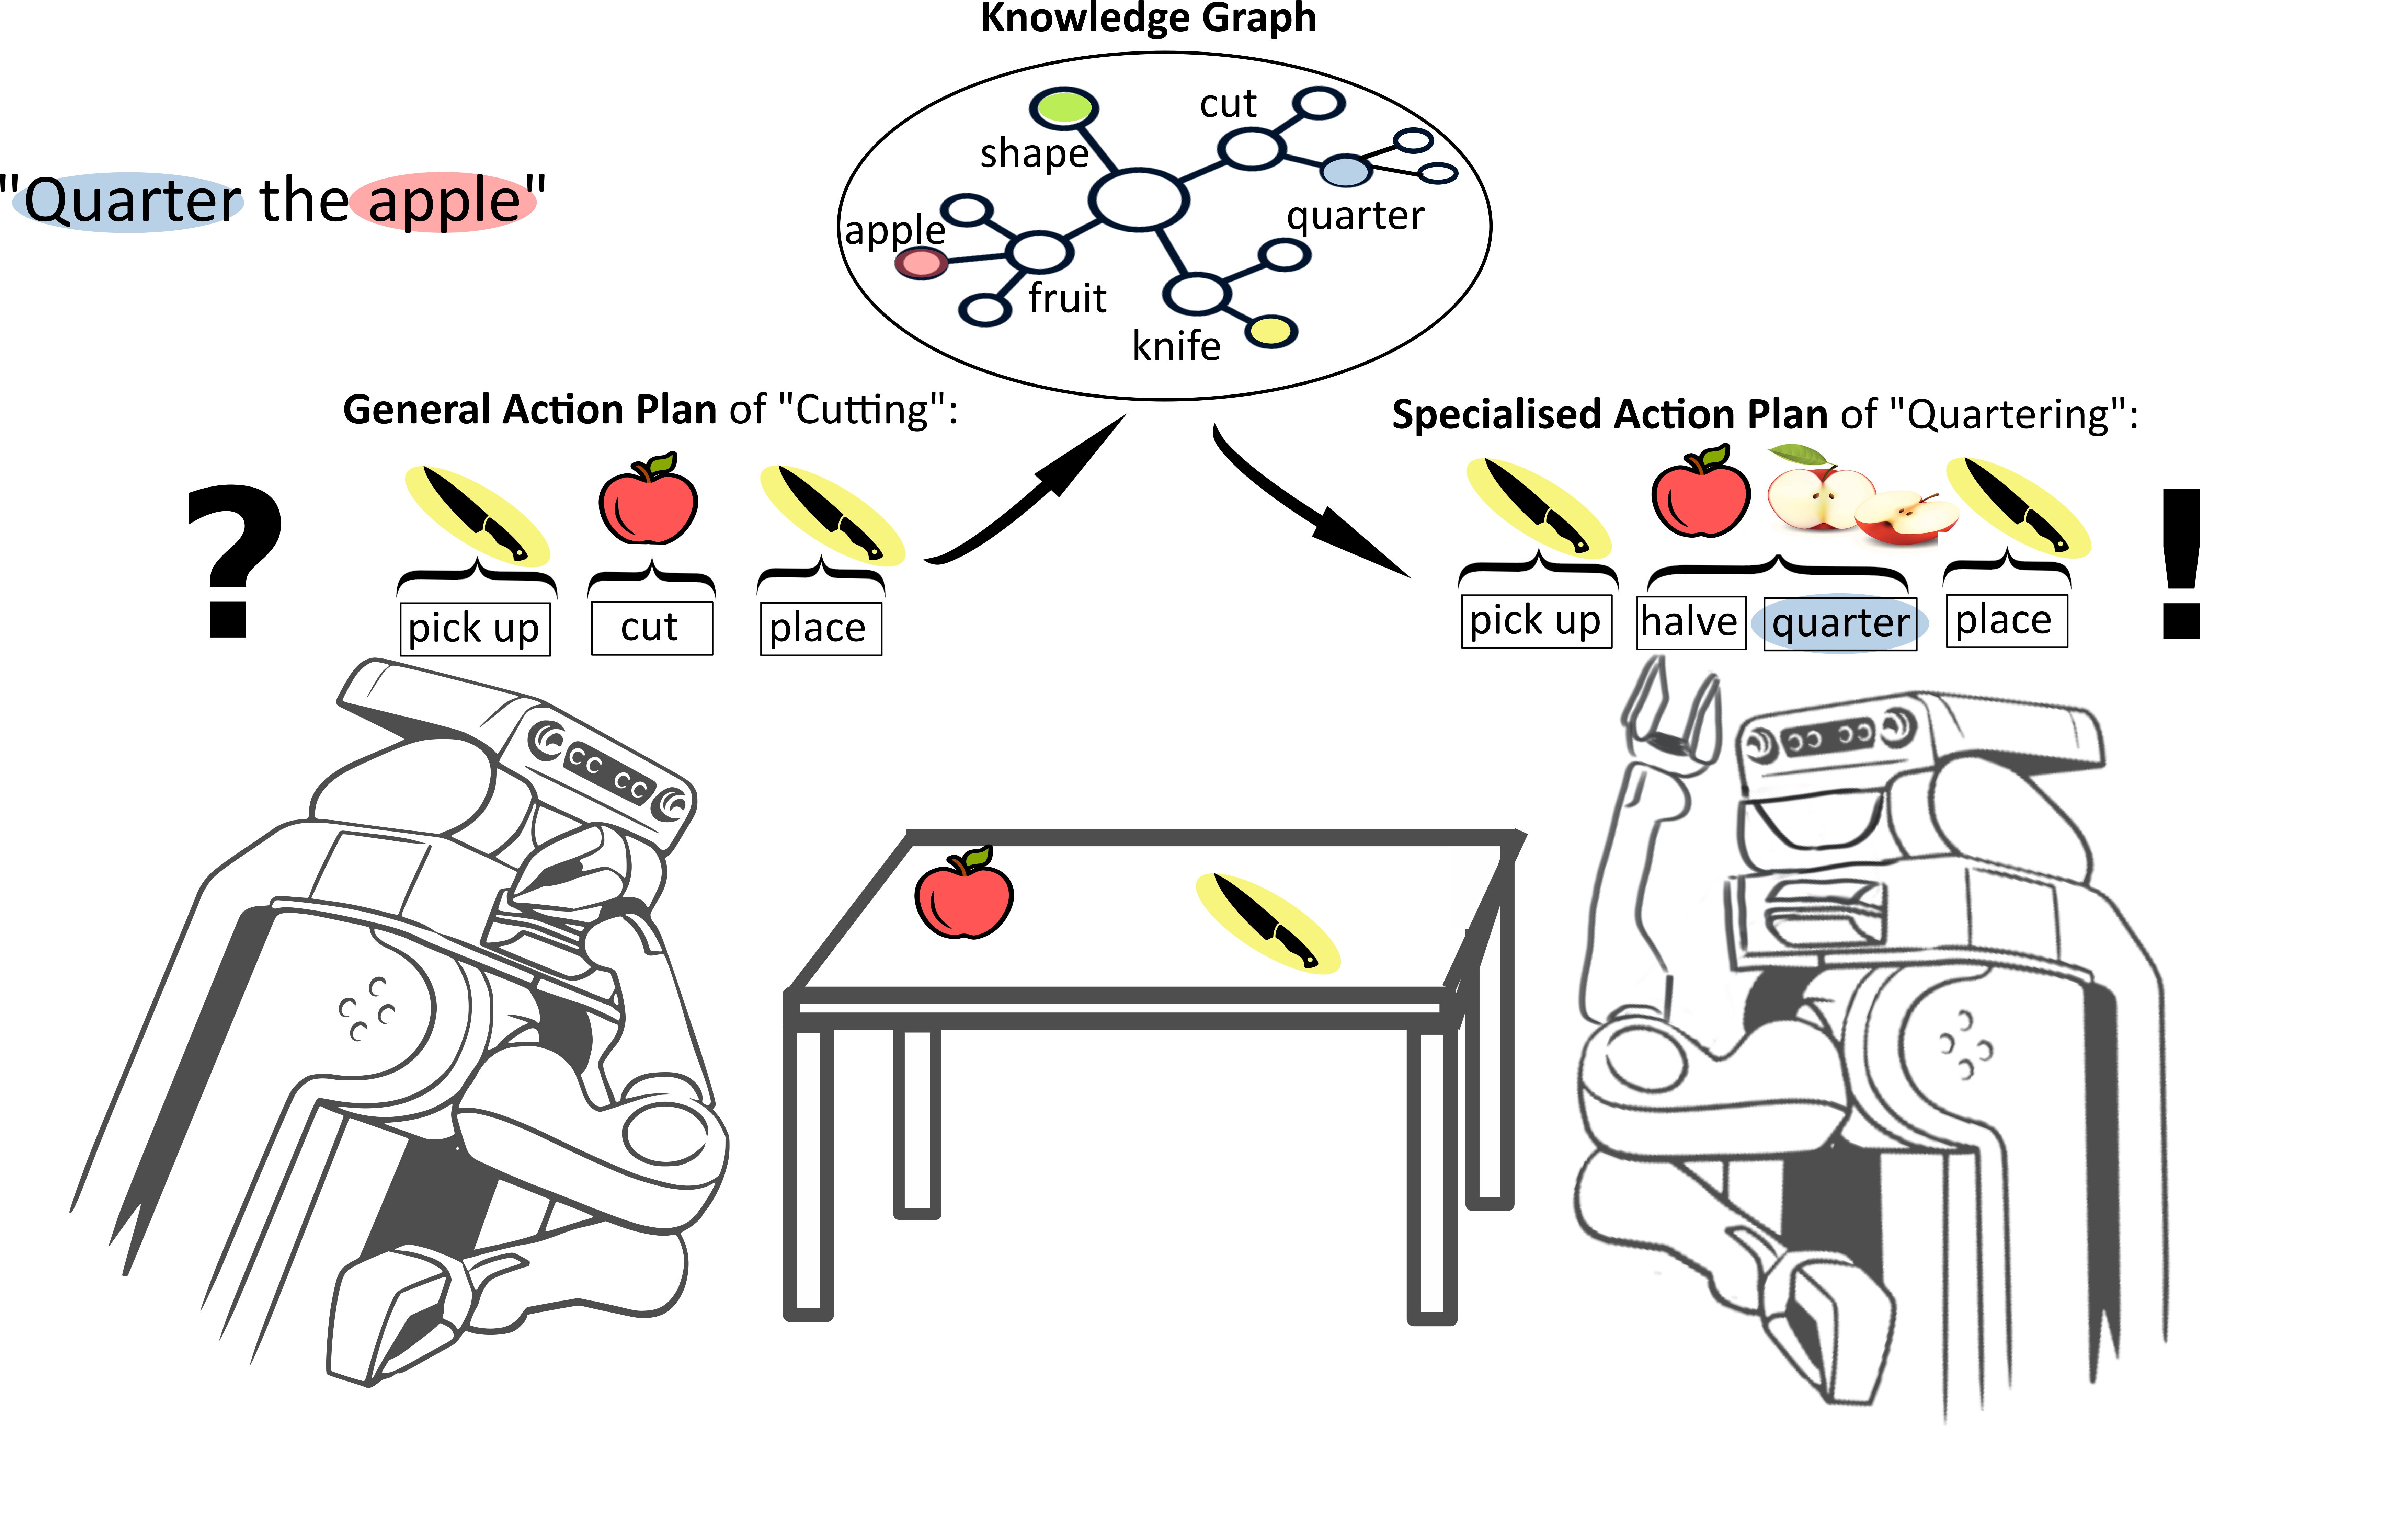 Knowledge Graph
"Quarter the apple"
cut
shape
quarter
apple
fruit
knife
General Action Plan of "Cutting":
?
pick up
cut
place
Specialised Action Plan of "Quartering":
pick up
halve
quarter
place
!